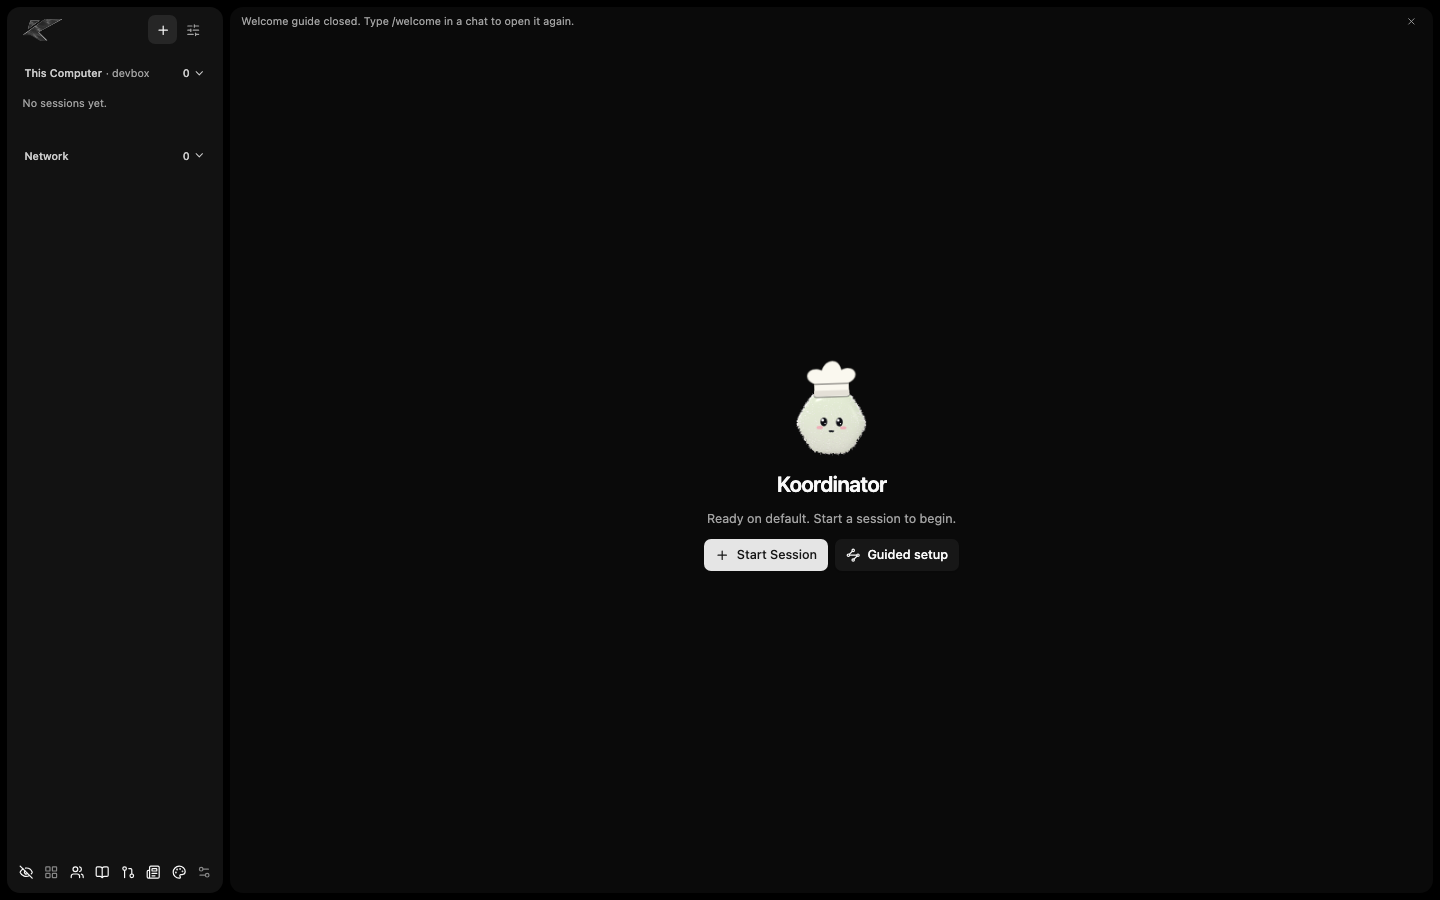 Welcome guide closed. Type /welcome in a chat to open it again.
This Computer · devbox 0
No sessions yet.
Network 0
Koordinator
Ready on default. Start a session to begin.
Start Session
Guided setup